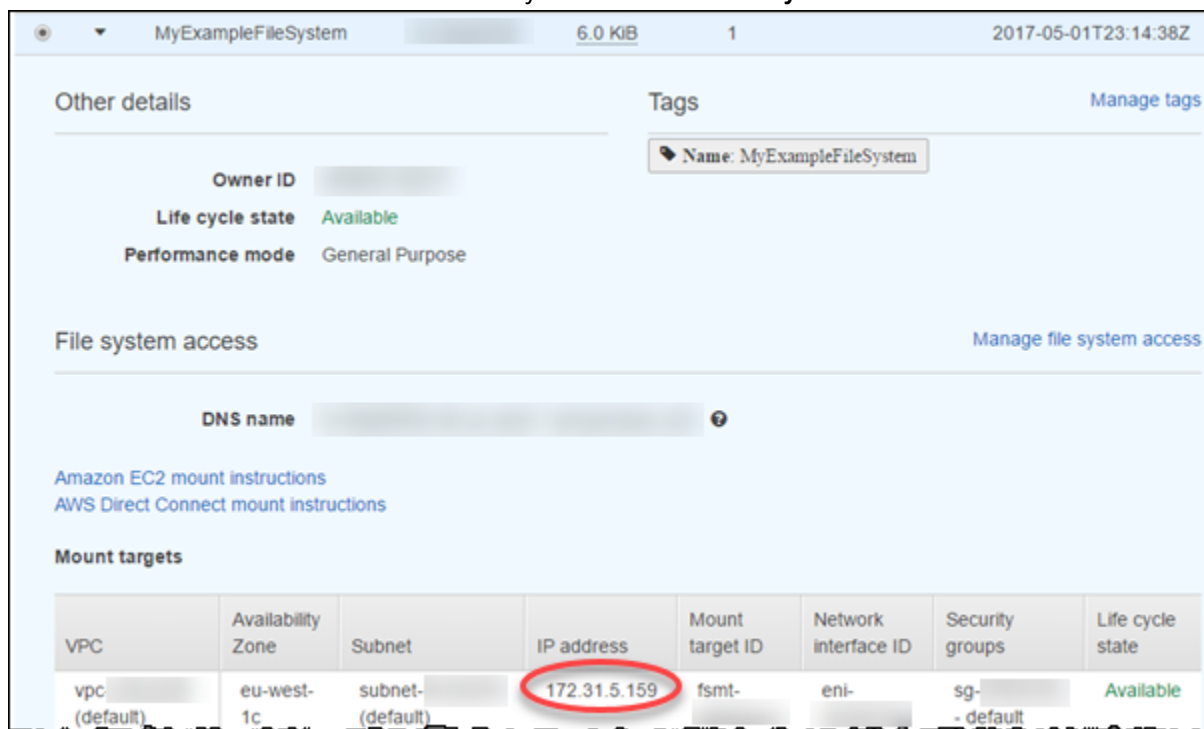 MyExampleFileSystem 6.0 KiB 1 2017-05-01T23:14:38Z
Other details
Tags
Manage tags
Name: MyExampleFileSystem
Owner ID
Life cycle state Available
Performance mode General Purpose
File system access
Manage file system access
DNS name
Amazon EC2 mount instructions
AWS Direct Connect mount instructions
Mount targets
VPC
Availability
Zone
Subnet
IP address
Mount
target ID
Network
interface ID
Security
groups
Life cycle
state
vpc-
(default)
eu-west-
1c
subnet-
(default)
172.31.5.159
fsmt-
eni-
sg-
- default
Available